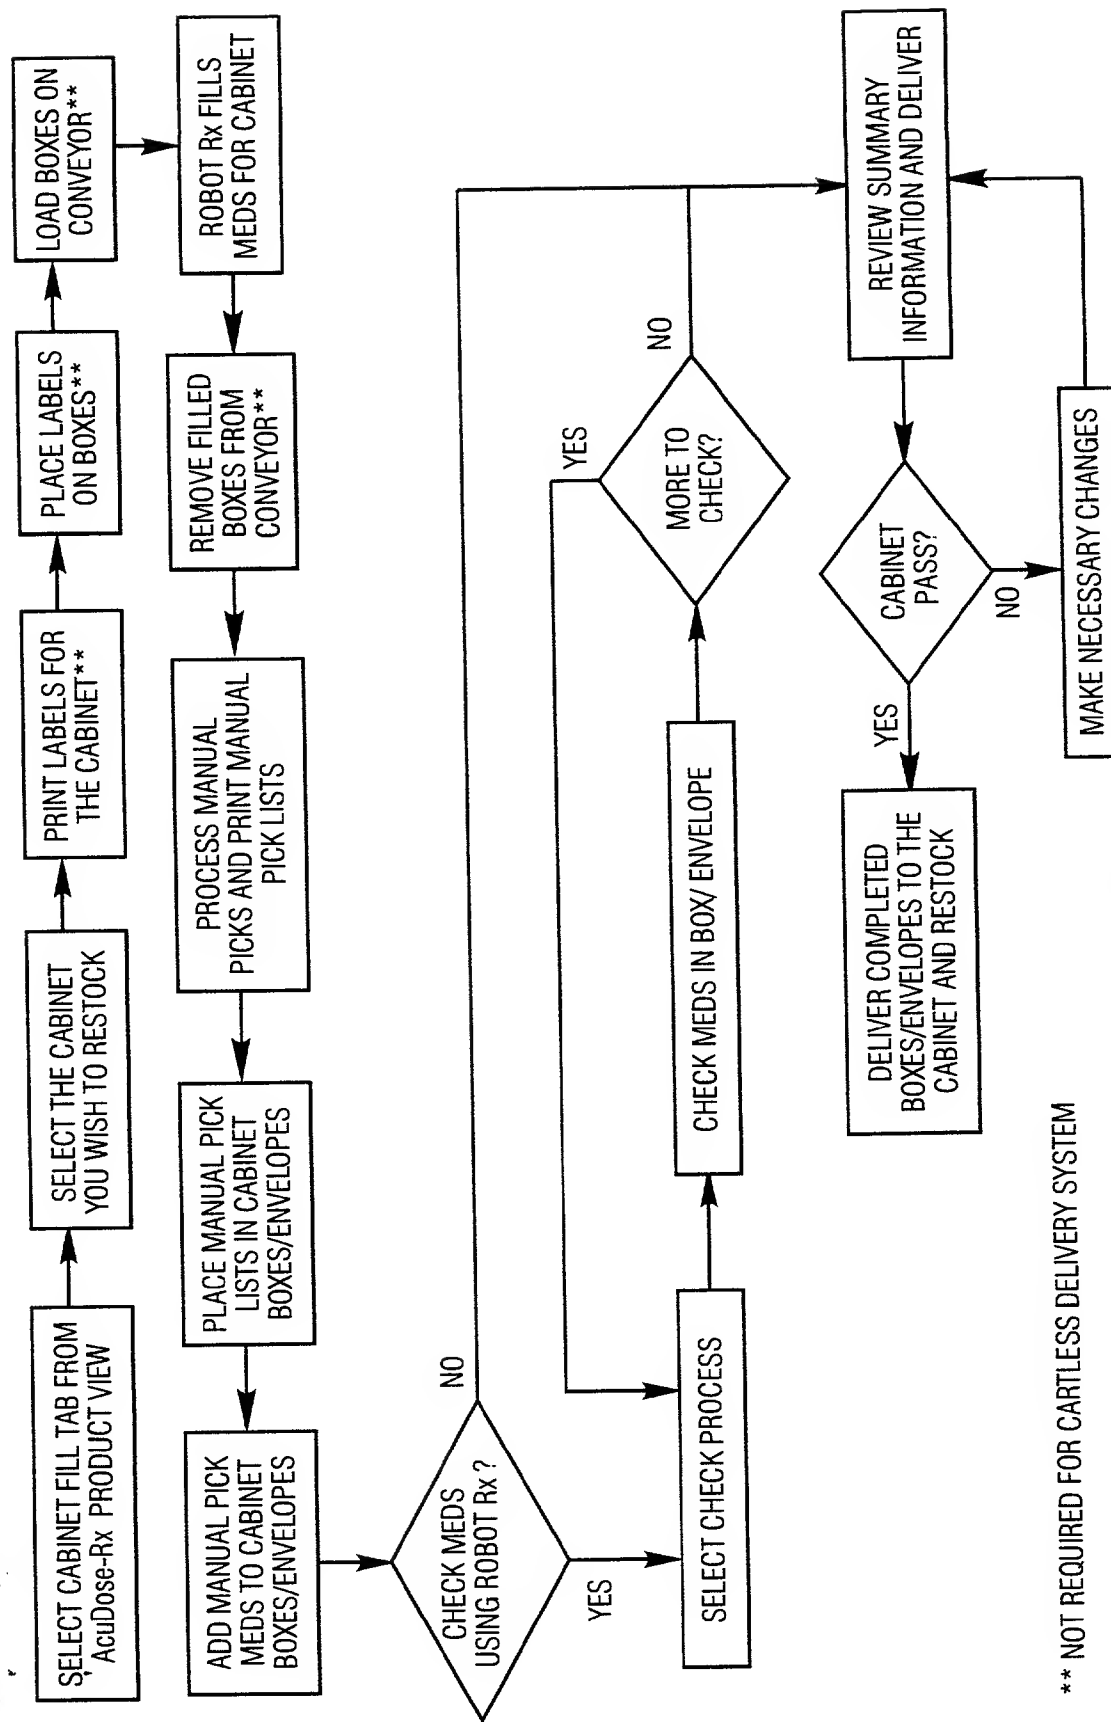 SELECT CABINET FILL TAB FROM
AcuDose-Rx PRODUCT VIEW
SELECT THE CABINET
YOU WISH TO RESTOCK
PRINT LABELS FOR
THE CABINET**
PLACE LABELS
ON BOXES**
LOAD BOXES ON
CONVEYOR**
ROBOT Rx FILLS
MEDS FOR CABINET
REMOVE FILLED
BOXES FROM
CONVEYOR**
PROCESS MANUAL
PICKS AND PRINT MANUAL
PICK LISTS
PLACE MANUAL PICK
LISTS IN CABINET
BOXES/ENVELOPES
ADD MANUAL PICK
MEDS TO CABINET
BOXES/ENVELOPES
CHECK MEDS
USING ROBOT Rx?
NO
YES
SELECT CHECK PROCESS
CHECK MEDS IN BOX/ ENVELOPE
MORE TO
CHECK?
YES
NO
REVIEW SUMMARY
INFORMATION AND DELIVER
CABINET
PASS?
YES
NO
MAKE NECESSARY CHANGES
DELIVER COMPLETED
BOXES/ENVELOPES TO THE
CABINET AND RESTOCK
** NOT REQUIRED FOR CARTLESS DELIVERY SYSTEM